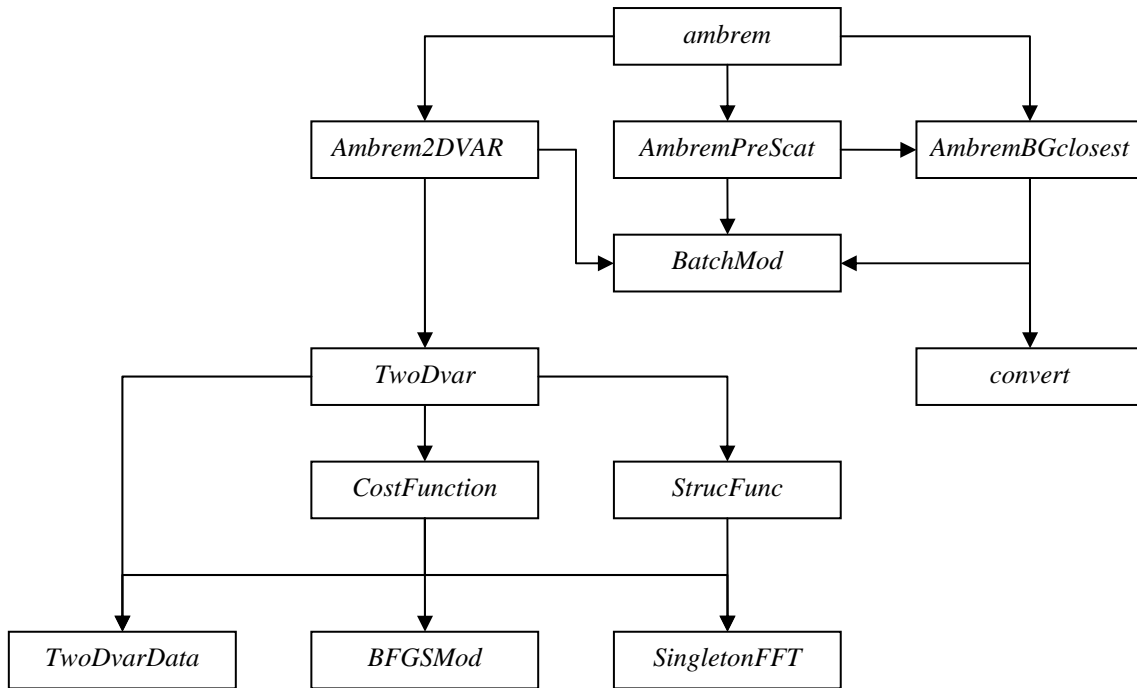 ambrem
Ambrem2DVAR
AmbremPreScat
AmbremBGclosest
BatchMod
TwoDvar
convert
CostFunction
StrucFunc
TwoDvarData
BFGSMod
SingletonFFT